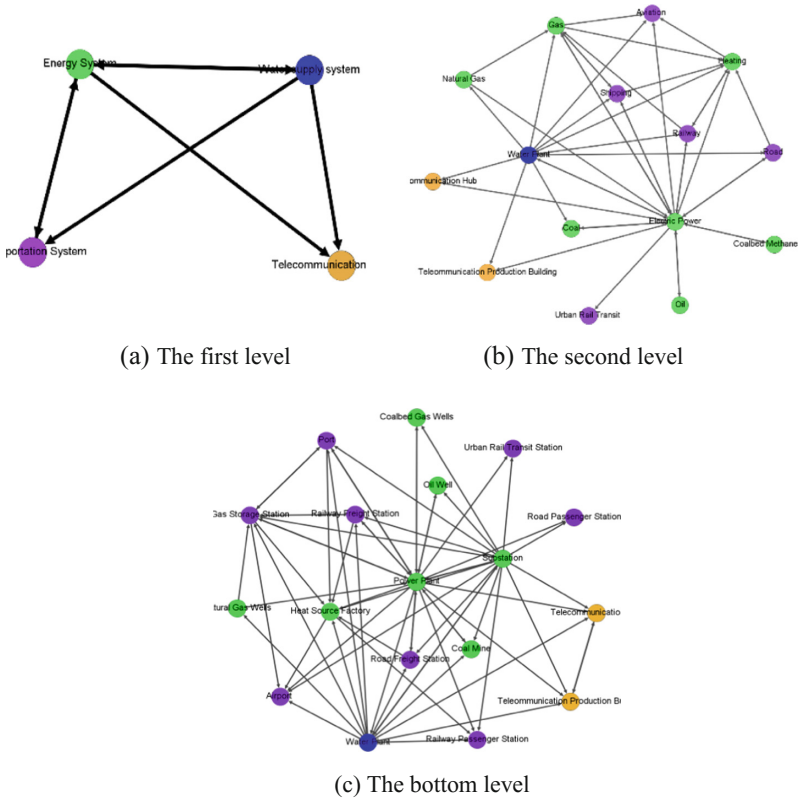 Energy System
Water supply system
portation System
Telecommunication
(a) The first level
Aviation
Gas
Heating
Natural Gas
Shipping
Railway
Road
Water Plant
ommunication Hub
Electric Power
Coal
Coalbed Methane
Teleommunication Production Building
Oil
Urban Rail Transit
(b) The second level
Coalbed Gas Wells
Port
Urban Rail Transit Station
Oil Well
Gas Storage Station
Railway Freight Station
Road Passenger Station
Substation
Power Plant
tural Gas Wells
Heat Source Factory
Telecommunicatio
Coal Mine
Road Freight Station
Airport
Teleommunication Production Bu
Water Plant
Railway Passenger Station
(c) The bottom level